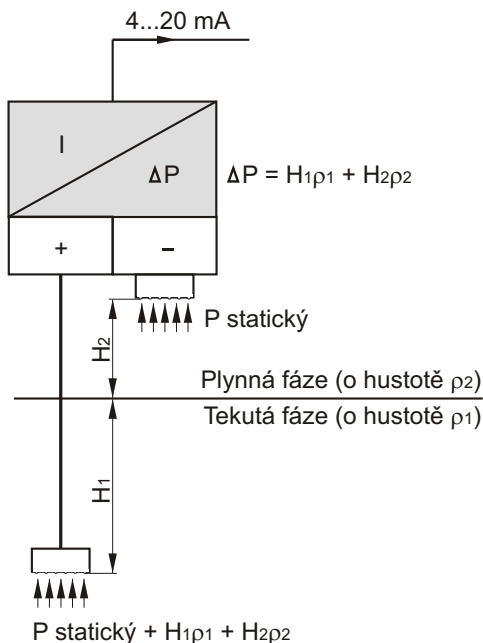 4...20 mA
I
ΔP
ΔP = H1ρ1 + H2ρ2
+
–
P statický
H2
Plynná fáze (o hustotě ρ2)
Tekutá fáze (o hustotě ρ1)
H1
P statický + H1ρ1 + H2ρ2